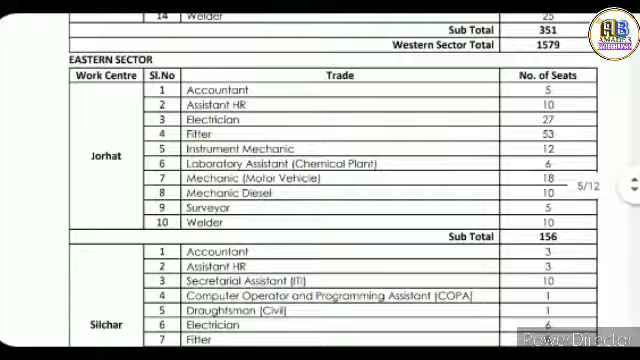 14 Welder 25
Sub Total 351
Western Sector Total 1579
EASTERN SECTOR
Work Centre Sl.No Trade No. of Seats
Jorhat
1 Accountant 5
2 Assistant HR 10
3 Electrician 27
4 Fitter 53
5 Instrument Mechanic 12
6 Laboratory Assistant (Chemical Plant) 6
7 Mechanic (Motor Vehicle) 18
8 Mechanic Diesel 10
9 Surveyor 5
10 Welder 10
Sub Total 156
Silchar
1 Accountant 3
2 Assistant HR 3
3 Secretarial Assistant (ITI) 10
4 Computer Operator and Programming Assistant (COPA) 1
5 Draughtsman (Civil) 1
6 Electrician 6
7 Fitter
5/12
PowerDirector